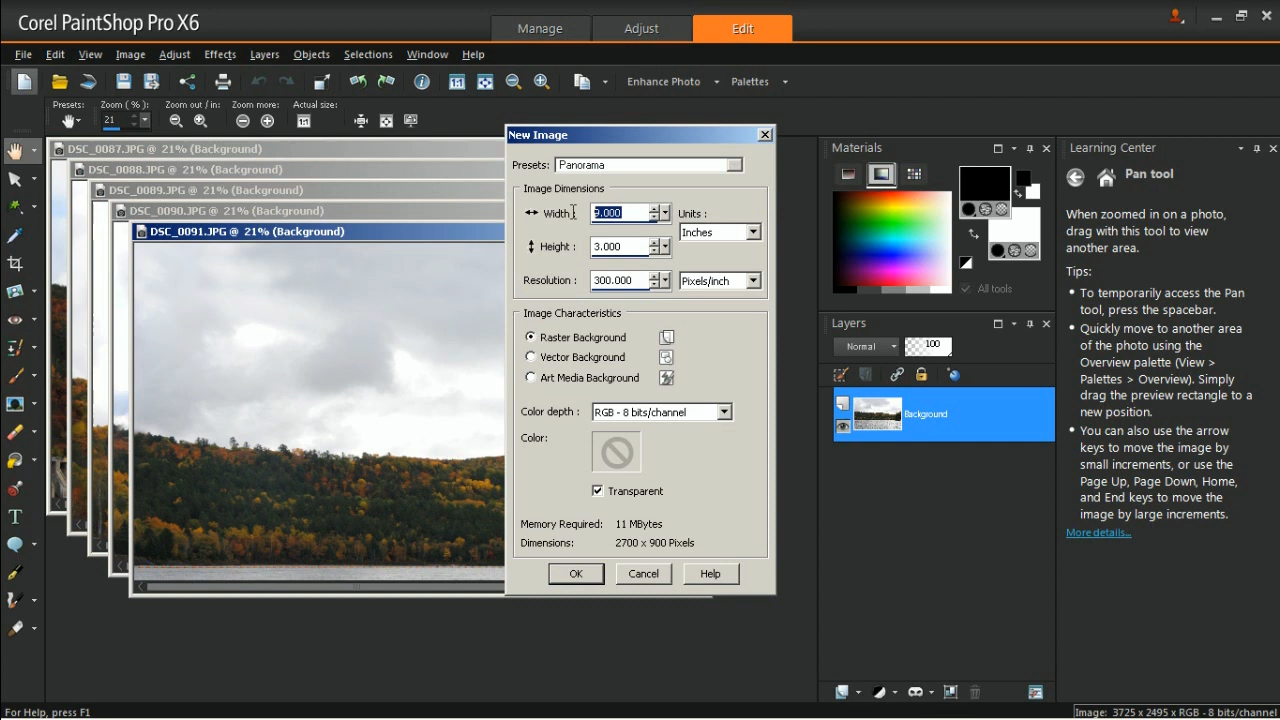 Corel PaintShop Pro X6
Manage
Adjust
Edit
File Edit View Image Adjust Effects Layers Objects Selections Window Help
1:1
Enhance Photo
Palettes
Presets:
Zoom ( % ):
Zoom out / in:
Zoom more:
Actual size:
21
1:1
DSC_0087.JPG @ 21% (Background)
DSC_0088.JPG @ 21% (Background)
DSC_0089.JPG @ 21% (Background)
DSC_0090.JPG @ 21% (Background)
DSC_0091.JPG @ 21% (Background)
New Image
Presets: Panorama
Image Dimensions
Width
9.000
Units :
Inches
Height :
3.000
Resolution :
300.000
Pixels/inch
Image Characteristics
Raster Background
Vector Background
Art Media Background
Color depth : RGB - 8 bits/channel
Color:
Transparent
Memory Required: 11 MBytes
Dimensions: 2700 x 900 Pixels
OK
Cancel
Help
Materials
All tools
Layers
Normal
100
Background
Learning Center
Pan tool
When zoomed in on a photo,
drag with this tool to view
another area.
Tips:
• To temporarily access the Pan
tool, press the spacebar.
• Quickly move to another area
of the photo using the
Overview palette (View >
Palettes > Overview). Simply
drag the preview rectangle to a
new position.
• You can also use the arrow
keys to move the image by
small increments, or use the
Page Up, Page Down, Home,
and End keys to move the
image by large increments.
More details...
For Help, press F1
Image: 3725 x 2495 x RGB - 8 bits/channel